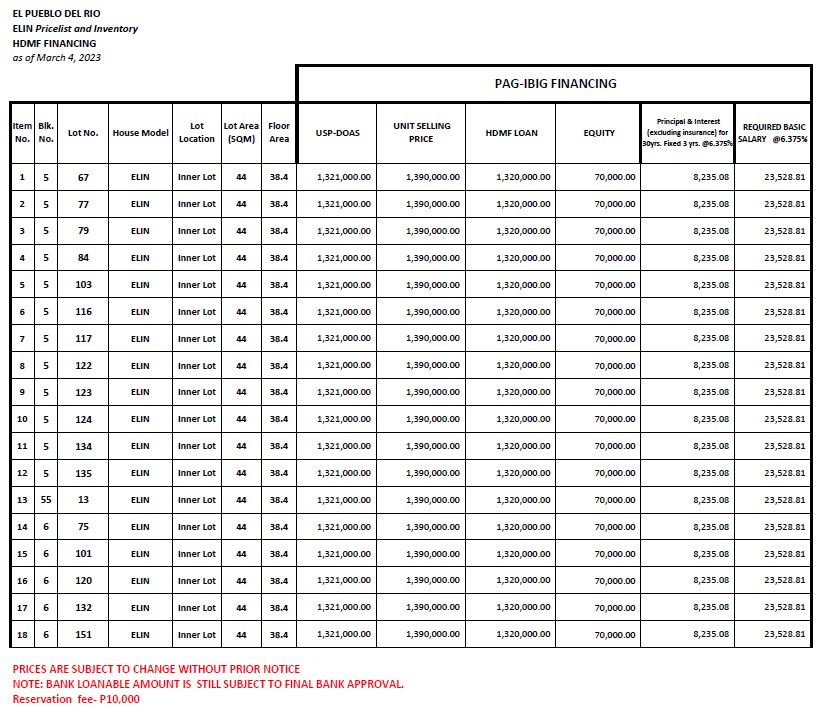 EL PUEBLO DEL RIO
ELIN Pricelist and Inventory
HDMF FINANCING
as of March 4, 2023
PAG-IBIG FINANCING
Item No. Blk. No. Lot No. House Model Lot Location Lot Area (SQM) Floor Area USP-DOAS UNIT SELLING PRICE HDMF LOAN EQUITY Principal & Interest (excluding insurance) for 30yrs. Fixed 3 yrs. @6.375% REQUIRED BASIC SALARY @6.375%
1 5 67 ELIN Inner Lot 44 38.4 1,321,000.00 1,390,000.00 1,320,000.00 70,000.00 8,235.08 23,528.81
2 5 77 ELIN Inner Lot 44 38.4 1,321,000.00 1,390,000.00 1,320,000.00 70,000.00 8,235.08 23,528.81
3 5 79 ELIN Inner Lot 44 38.4 1,321,000.00 1,390,000.00 1,320,000.00 70,000.00 8,235.08 23,528.81
4 5 84 ELIN Inner Lot 44 38.4 1,321,000.00 1,390,000.00 1,320,000.00 70,000.00 8,235.08 23,528.81
5 5 103 ELIN Inner Lot 44 38.4 1,321,000.00 1,390,000.00 1,320,000.00 70,000.00 8,235.08 23,528.81
6 5 116 ELIN Inner Lot 44 38.4 1,321,000.00 1,390,000.00 1,320,000.00 70,000.00 8,235.08 23,528.81
7 5 117 ELIN Inner Lot 44 38.4 1,321,000.00 1,390,000.00 1,320,000.00 70,000.00 8,235.08 23,528.81
8 5 122 ELIN Inner Lot 44 38.4 1,321,000.00 1,390,000.00 1,320,000.00 70,000.00 8,235.08 23,528.81
9 5 123 ELIN Inner Lot 44 38.4 1,321,000.00 1,390,000.00 1,320,000.00 70,000.00 8,235.08 23,528.81
10 5 124 ELIN Inner Lot 44 38.4 1,321,000.00 1,390,000.00 1,320,000.00 70,000.00 8,235.08 23,528.81
11 5 134 ELIN Inner Lot 44 38.4 1,321,000.00 1,390,000.00 1,320,000.00 70,000.00 8,235.08 23,528.81
12 5 135 ELIN Inner Lot 44 38.4 1,321,000.00 1,390,000.00 1,320,000.00 70,000.00 8,235.08 23,528.81
13 55 13 ELIN Inner Lot 44 38.4 1,321,000.00 1,390,000.00 1,320,000.00 70,000.00 8,235.08 23,528.81
14 6 75 ELIN Inner Lot 44 38.4 1,321,000.00 1,390,000.00 1,320,000.00 70,000.00 8,235.08 23,528.81
15 6 101 ELIN Inner Lot 44 38.4 1,321,000.00 1,390,000.00 1,320,000.00 70,000.00 8,235.08 23,528.81
16 6 120 ELIN Inner Lot 44 38.4 1,321,000.00 1,390,000.00 1,320,000.00 70,000.00 8,235.08 23,528.81
17 6 132 ELIN Inner Lot 44 38.4 1,321,000.00 1,390,000.00 1,320,000.00 70,000.00 8,235.08 23,528.81
18 6 151 ELIN Inner Lot 44 38.4 1,321,000.00 1,390,000.00 1,320,000.00 70,000.00 8,235.08 23,528.81
PRICES ARE SUBJECT TO CHANGE WITHOUT PRIOR NOTICE
NOTE: BANK LOANABLE AMOUNT IS STILL SUBJECT TO FINAL BANK APPROVAL.
Reservation fee- P10,000